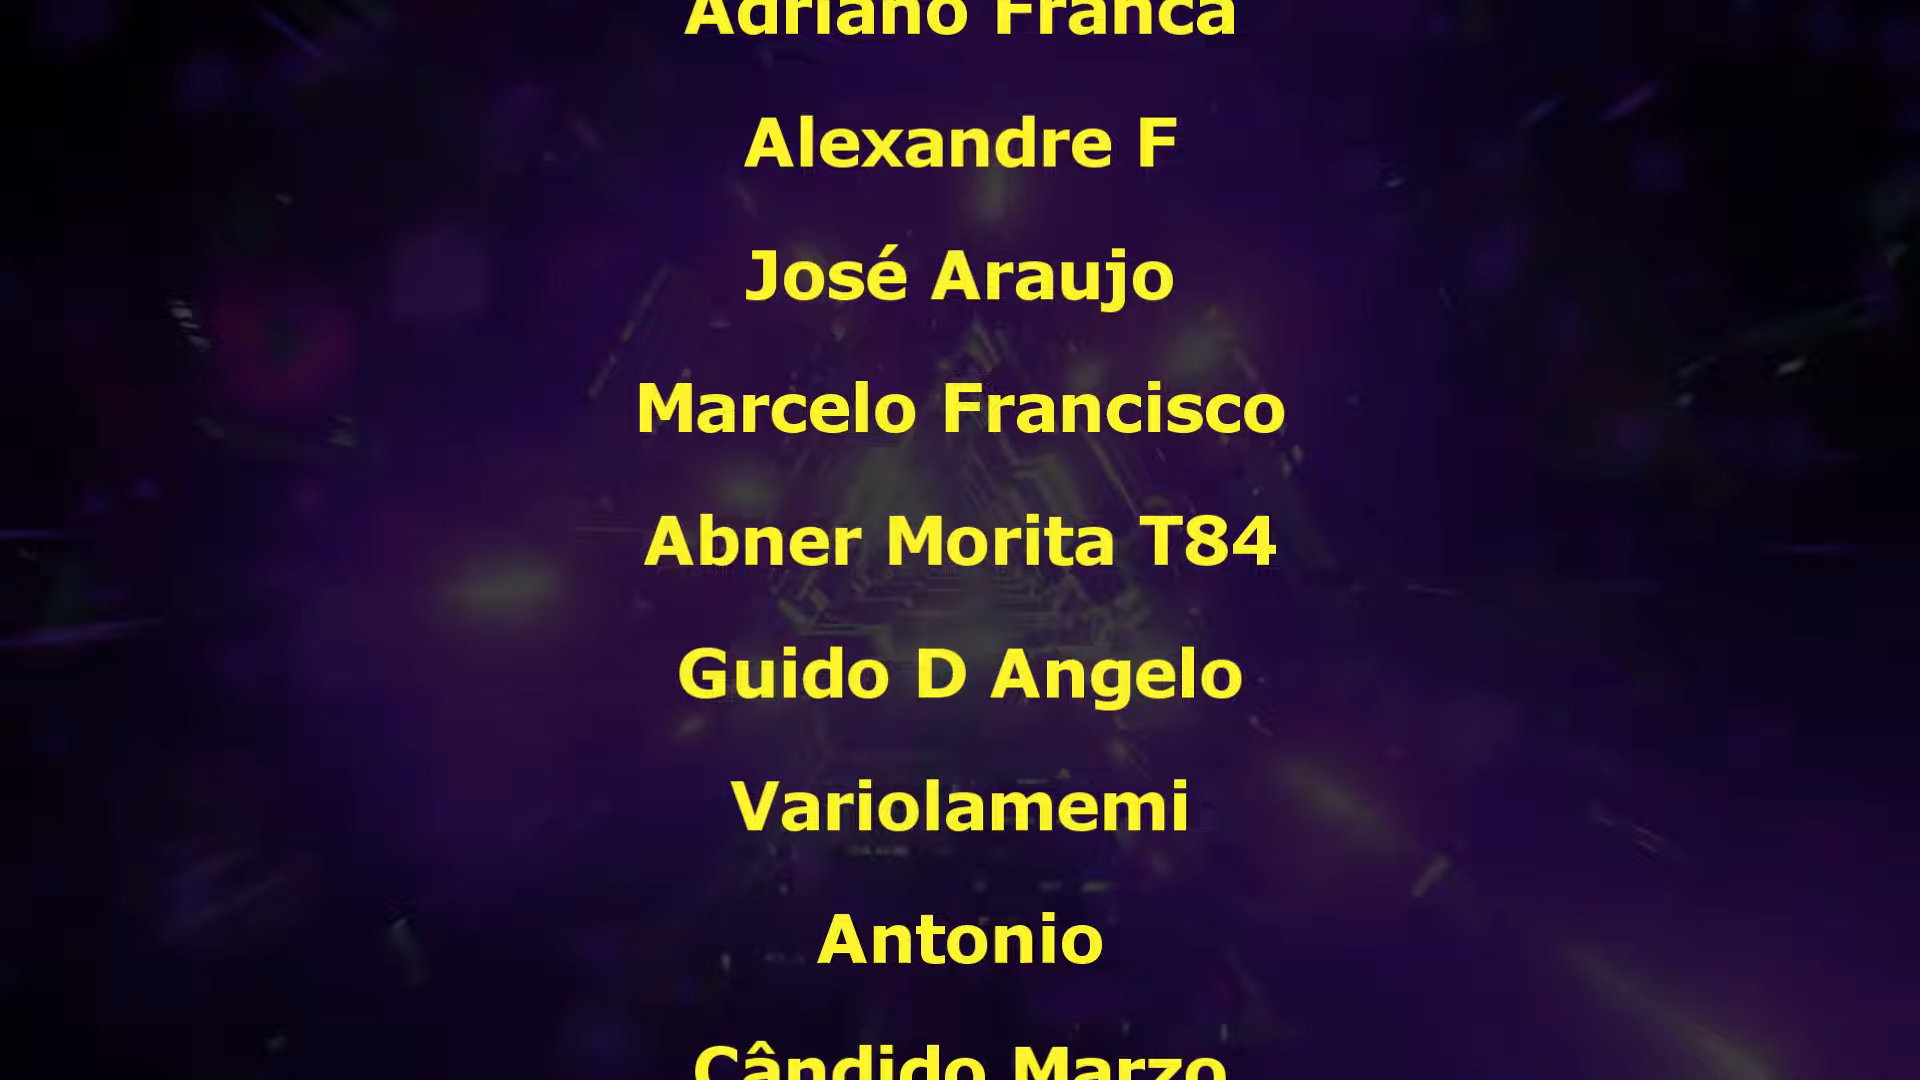 Adriano Franca
Alexandre F
José Araujo
Marcelo Francisco
Abner Morita T84
Guido D Angelo
Variolamemi
Antonio
Cândido Marzo